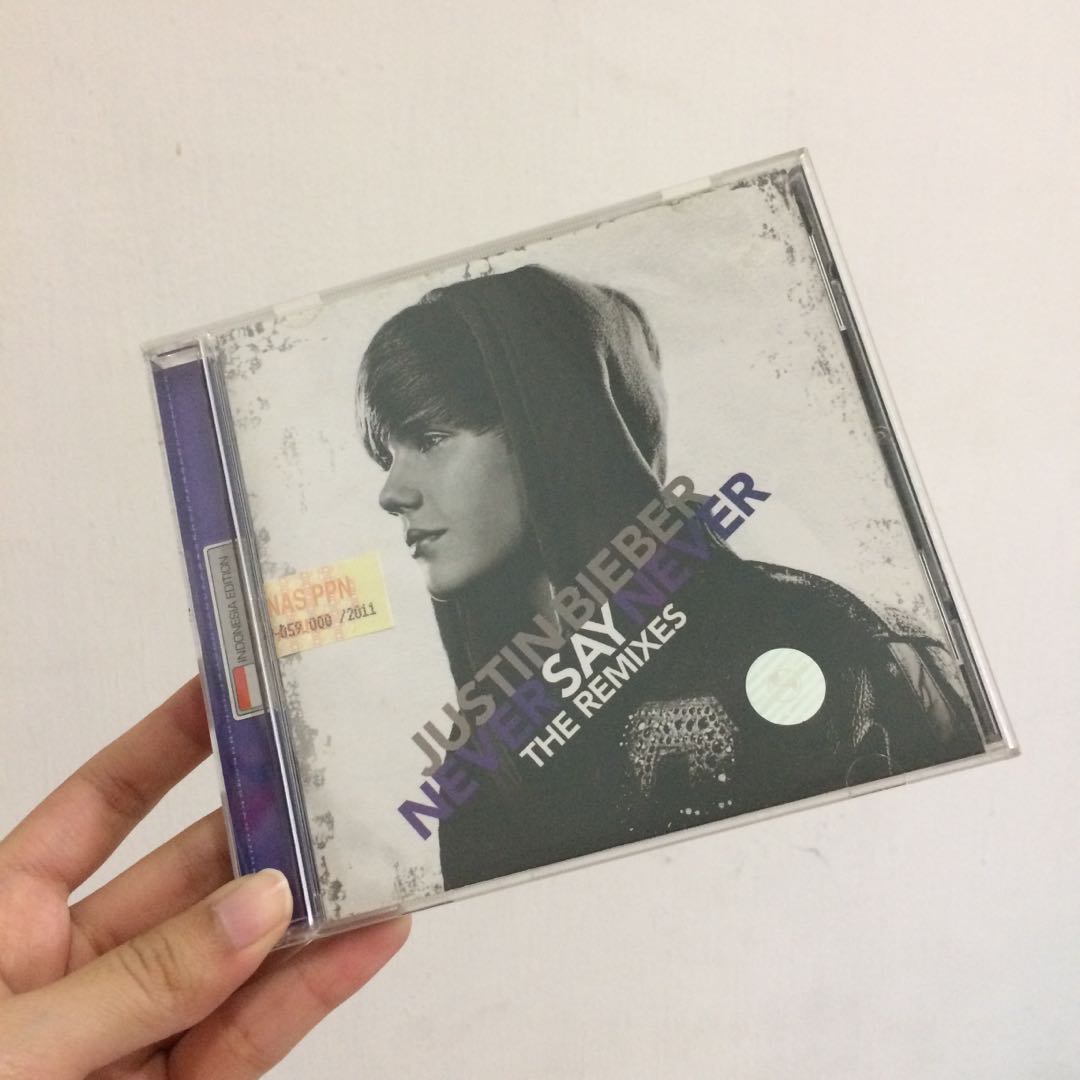 JUSTIN BIEBER
NEVER SAY NEVER
THE REMIXES
INDONESIA EDITION
NAS PPN
059 000 /2011